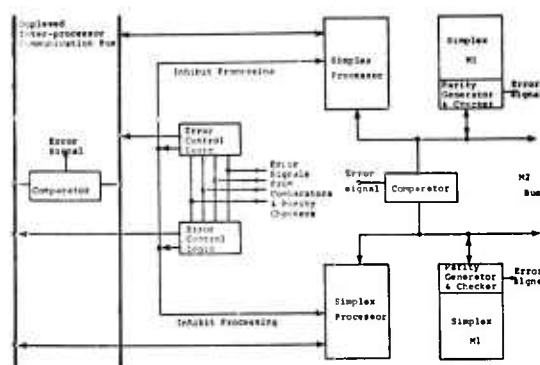 Duplexed
Inter-processor
Communication Bus
Inhibit Processing
Simplex
Processor
Simplex
M1
Parity
Generator
& Checker
Error
Signal
Error
Control
Logic
Error
Signal
Comparator
Error
Signals
From
Comparators
& Parity
Checkers
Error
Signal
Comparator
M2
Bus
Error
Control
Logic
Simplex
Processor
Inhibit Processing
Parity
Generator
& Checker
Error
Signal
Simplex
M1